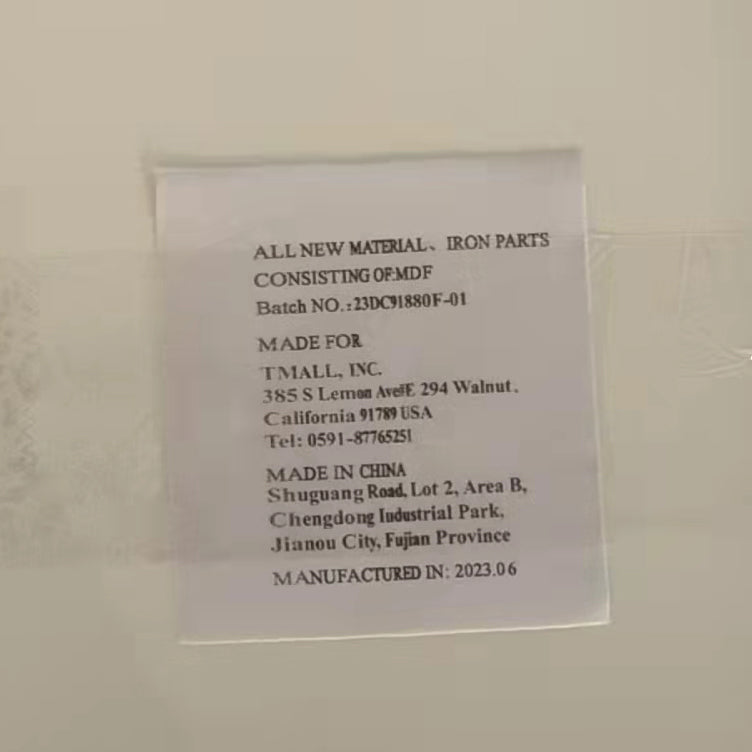 ALL NEW MATERIAL、IRON PARTS
CONSISTING OF:MDF
Batch NO.:23DC91880F-01
MADE FOR
TMALL, INC.
385 S Lemon Ave#E 294 Walnut.
California 91789 USA
Tel: 0591-87765251
MADE IN CHINA
Shuguang Road, Lot 2, Area B,
Chengdong Industrial Park,
Jianou City, Fujian Province
MANUFACTURED IN: 2023.06